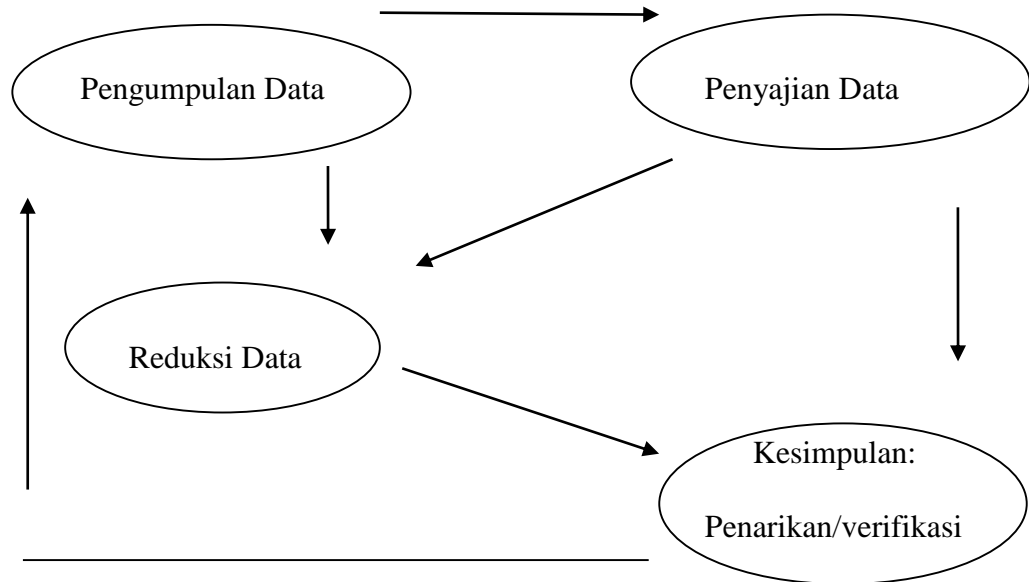 Pengumpulan Data
Penyajian Data
Reduksi Data
Kesimpulan:
Penarikan/verifikasi